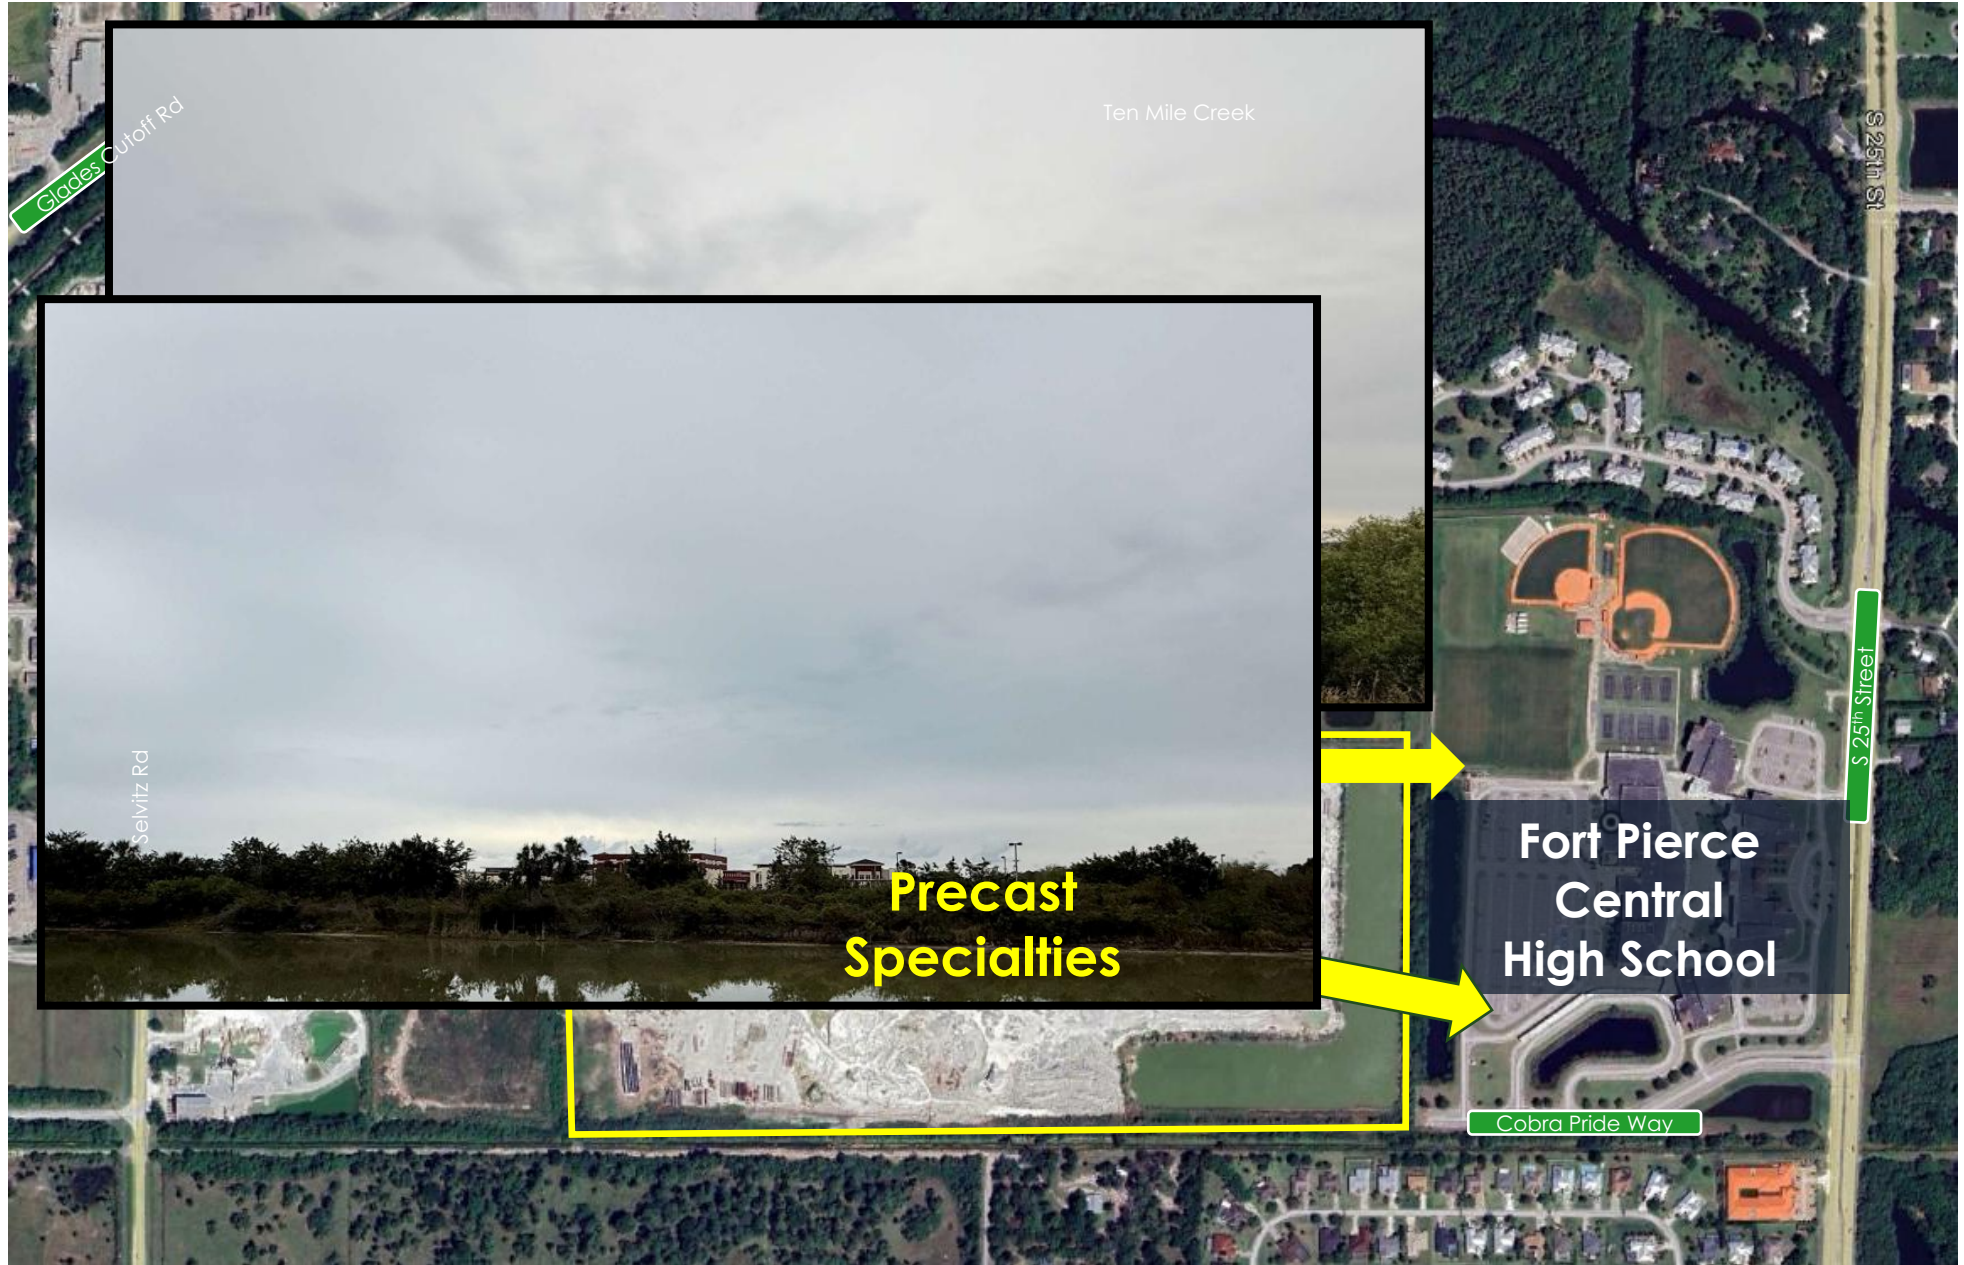 Glades Cutoff Rd
Ten Mile Creek
S 25th St
S 25th Street
Selvitz Rd
Precast
Specialties
Fort Pierce
Central
High School
Cobra Pride Way